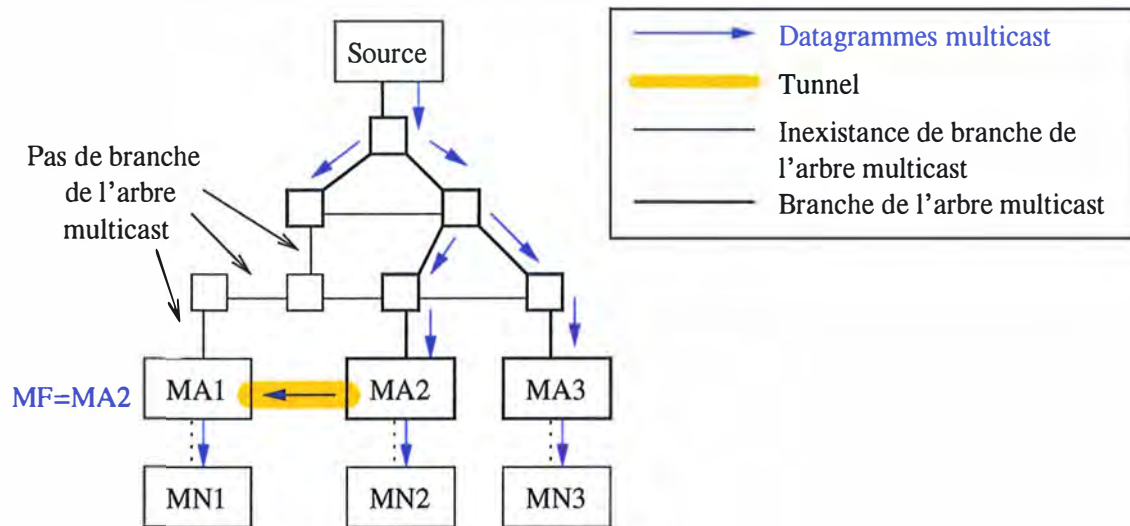 Source
Datagrammes multicast
Tunnel
Inexistance de branche de
l'arbre multicast
Branche de l'arbre multicast
Pas de branche
de l'arbre
multicast
MF=MA2
MA1
MA2
MA3
MN1
MN2
MN3